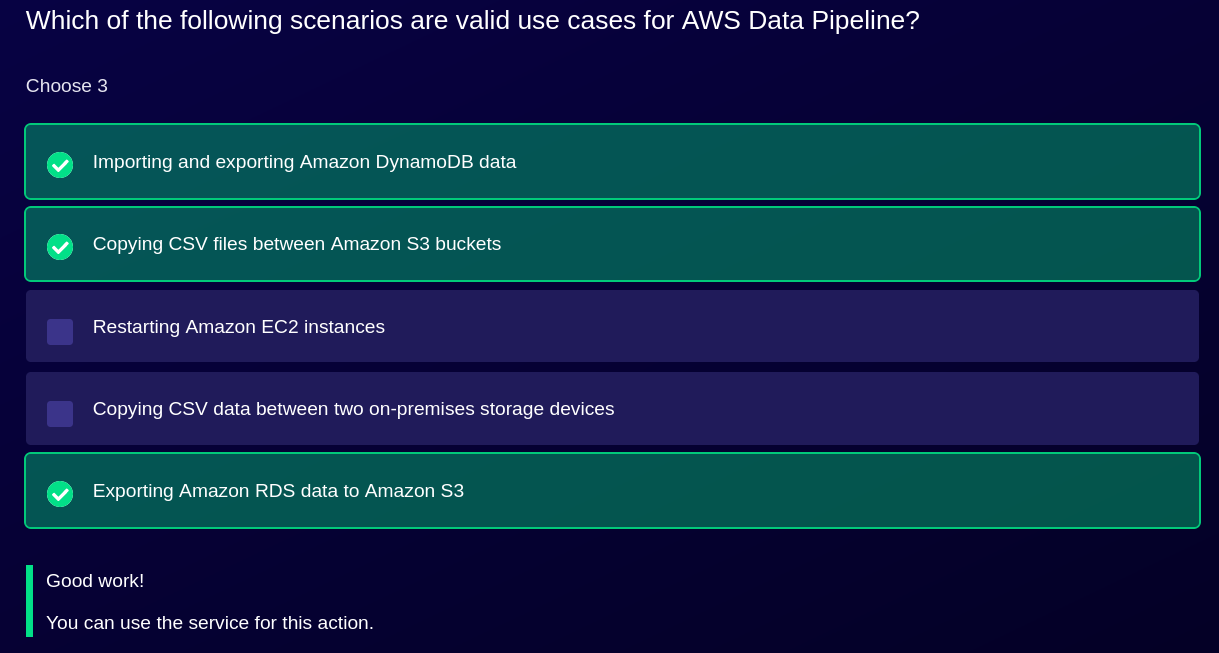 Which of the following scenarios are valid use cases for AWS Data Pipeline?
Choose 3
Importing and exporting Amazon DynamoDB data
Copying CSV files between Amazon S3 buckets
Restarting Amazon EC2 instances
Copying CSV data between two on-premises storage devices
Exporting Amazon RDS data to Amazon S3
Good work!
You can use the service for this action.